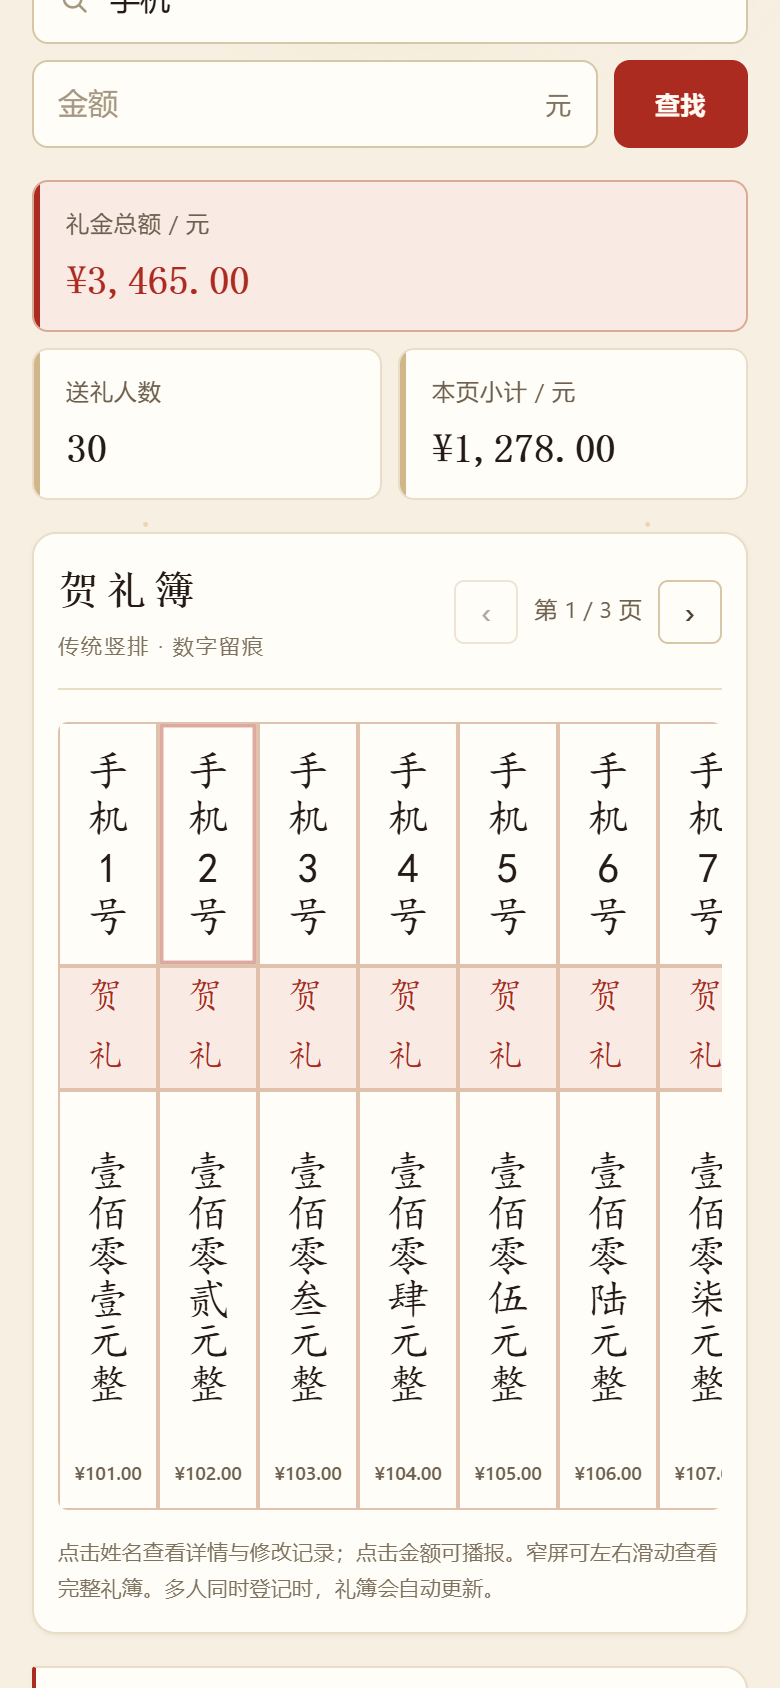 手机
金额 元 查找
礼金总额 / 元
¥3,465.00
送礼人数
30
本页小计 / 元
¥1,278.00
贺礼簿
传统竖排 · 数字留痕
‹ 第 1 / 3 页 ›
手机1号
贺礼
壹佰零壹元整
¥101.00
手机2号
贺礼
壹佰零贰元整
¥102.00
手机3号
贺礼
壹佰零叁元整
¥103.00
手机4号
贺礼
壹佰零肆元整
¥104.00
手机5号
贺礼
壹佰零伍元整
¥105.00
手机6号
贺礼
壹佰零陆元整
¥106.00
手机7号
贺礼
壹佰零柒元整
¥107.
点击姓名查看详情与修改记录；点击金额可播报。窄屏可左右滑动查看
完整礼簿。多人同时登记时，礼簿会自动更新。